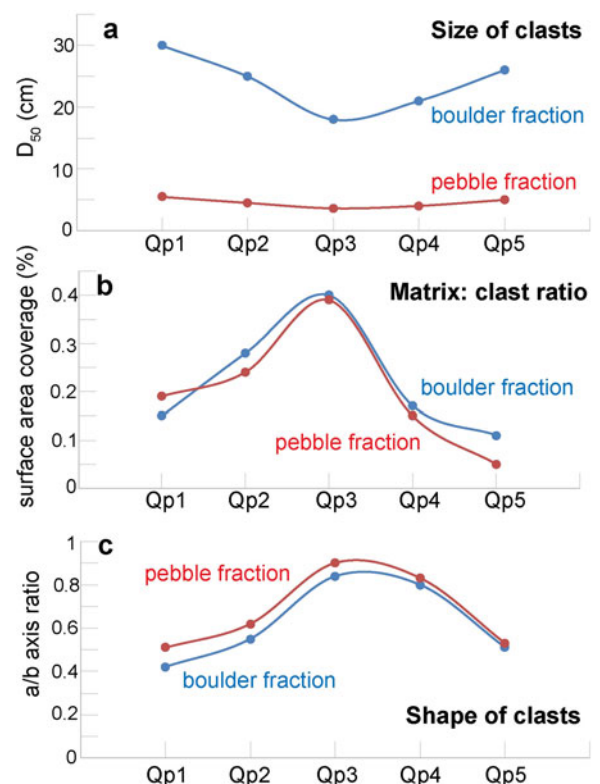 a
Size of clasts
D50 (cm)
30
20
10
0
boulder fraction
pebble fraction
Qp1 Qp2 Qp3 Qp4 Qp5
b
Matrix: clast ratio
surface area coverage (%)
0.4
0.3
0.2
0.1
0
boulder fraction
pebble fraction
Qp1 Qp2 Qp3 Qp4 Qp5
c
a/b axis ratio
1
0.8
0.6
0.4
0.2
0
pebble fraction
boulder fraction
Shape of clasts
Qp1 Qp2 Qp3 Qp4 Qp5